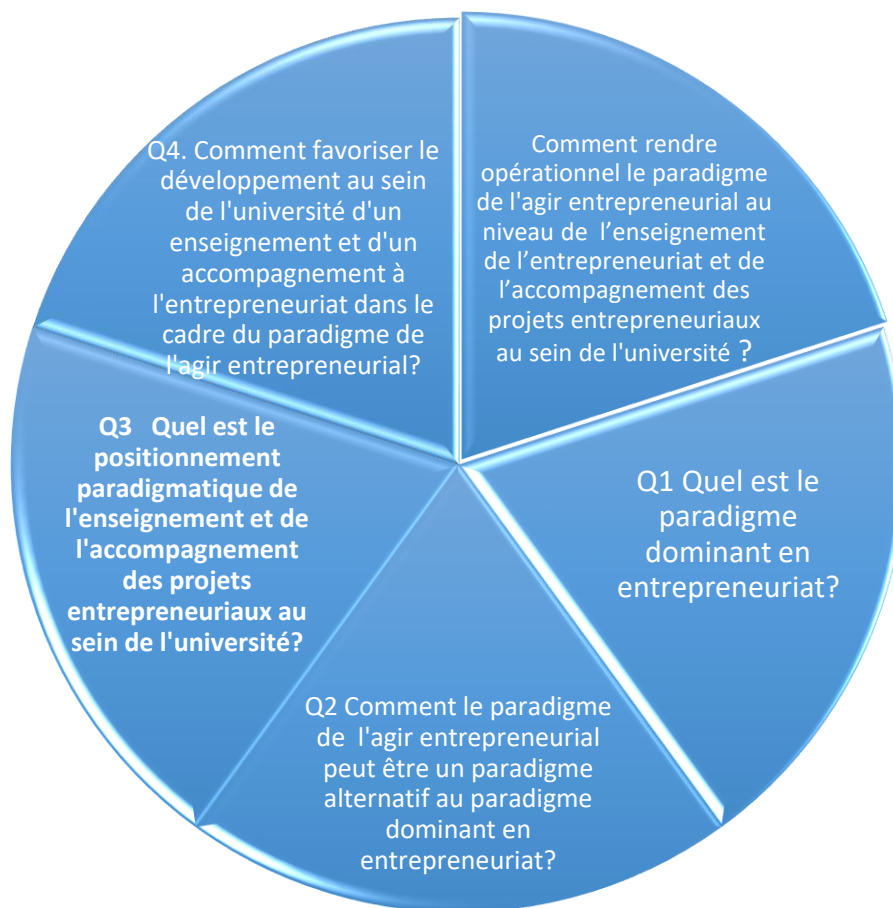 Comment rendre
opérationnel le paradigme
de l'agir entrepreneurial au
niveau de l’enseignement
de l’entrepreneuriat et de
l’accompagnement des
projets entrepreneuriaux
au sein de l'université ?
Q1 Quel est le
paradigme
dominant en
entrepreneuriat?
Q2 Comment le paradigme
de l'agir entrepreneurial
peut être un paradigme
alternatif au paradigme
dominant en
entrepreneuriat?
Q3 Quel est le
positionnement
paradigmatique de
l'enseignement et de
l'accompagnement
des projets
entrepreneuriaux au
sein de l'université?
Q4. Comment favoriser le
développement au sein
de l'université d'un
enseignement et d'un
accompagnement à
l'entrepreneuriat dans le
cadre du paradigme de
l'agir entrepreneurial?